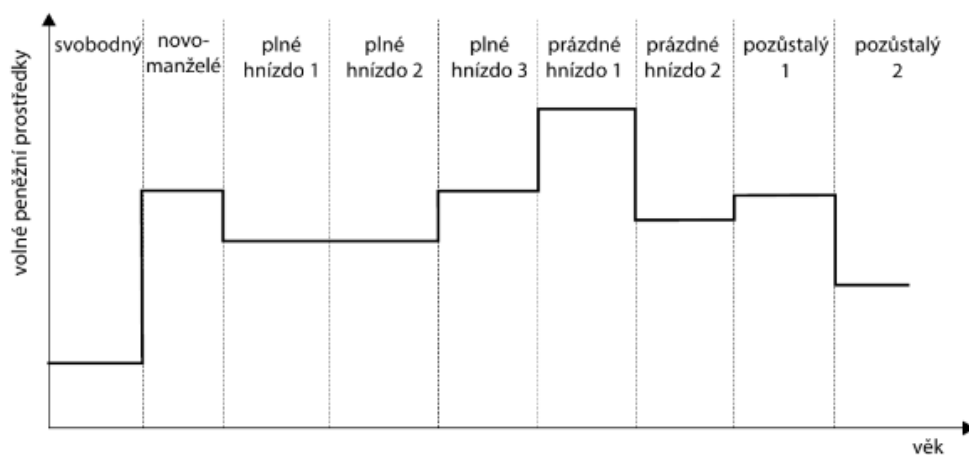 volné peněžní prostředky
svobodný
novo-
manželé
plné
hnízdo 1
plné
hnízdo 2
plné
hnízdo 3
prázdné
hnízdo 1
prázdné
hnízdo 2
pozůstalý
1
pozůstalý
2
věk